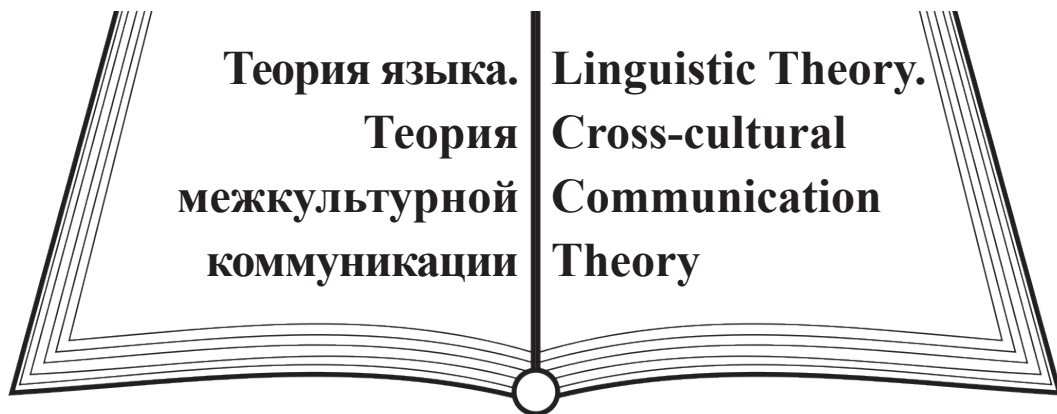 Теория языка.
Теория
межкультурной
коммуникации
Linguistic Theory.
Cross-cultural
Communication
Theory